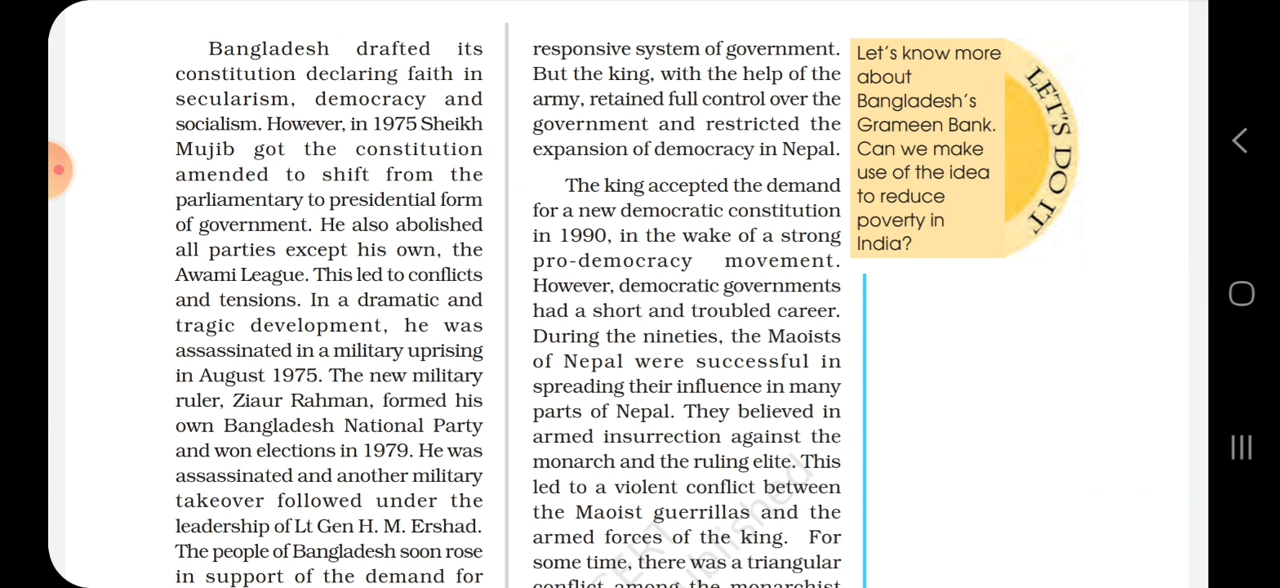 Bangladesh drafted its
constitution declaring faith in
secularism, democracy and
socialism. However, in 1975 Sheikh
Mujib got the constitution
amended to shift from the
parliamentary to presidential form
of government. He also abolished
all parties except his own, the
Awami League. This led to conflicts
and tensions. In a dramatic and
tragic development, he was
assassinated in a military uprising
in August 1975. The new military
ruler, Ziaur Rahman, formed his
own Bangladesh National Party
and won elections in 1979. He was
assassinated and another military
takeover followed under the
leadership of Lt Gen H. M. Ershad.
The people of Bangladesh soon rose
in support of the demand for
responsive system of government.
But the king, with the help of the
army, retained full control over the
government and restricted the
expansion of democracy in Nepal.
The king accepted the demand
for a new democratic constitution
in 1990, in the wake of a strong
pro-democracy movement.
However, democratic governments
had a short and troubled career.
During the nineties, the Maoists
of Nepal were successful in
spreading their influence in many
parts of Nepal. They believed in
armed insurrection against the
monarch and the ruling elite. This
led to a violent conflict between
the Maoist guerrillas and the
armed forces of the king. For
some time, there was a triangular
conflict among the monarchist
Let's know more
about
Bangladesh's
Grameen Bank.
Can we make
use of the idea
to reduce
poverty in
India?
LET"S DO IT